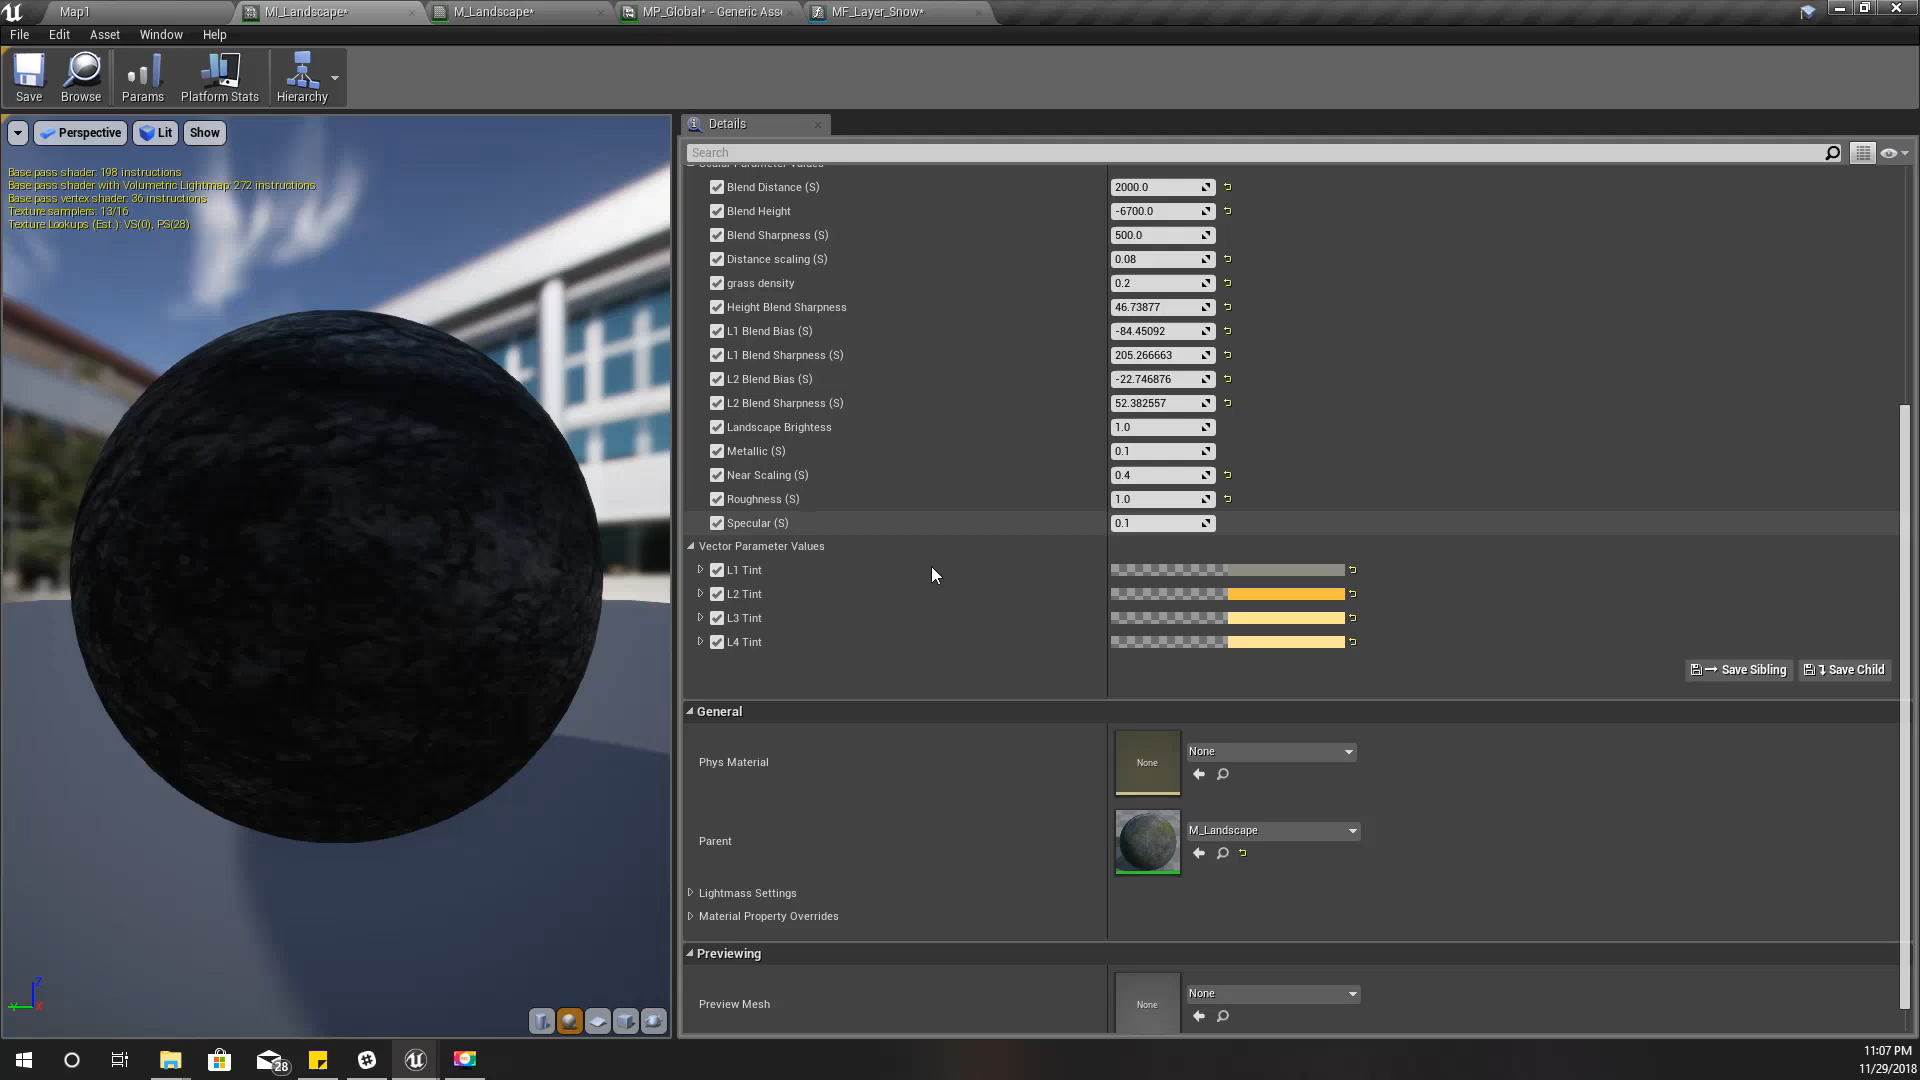 Map1
MI_Landscape*
M_Landscape*
MP_Global* - Generic Ass
MF_Layer_Snow*
File Edit Asset Window Help
Save
Browse
Params
Platform Stats
Hierarchy
Perspective
Lit
Show
Base pass shader: 198 instructions
Base pass shader with Volumetric Lightmap: 272 instructions
Base pass vertex shader: 36 instructions
Texture samplers: 13/16
Texture Lookups (Est.): VS(0), PS(28)
Details
Search
Blend Distance (S) 2000.0
Blend Height -6700.0
Blend Sharpness (S) 500.0
Distance scaling (S) 0.08
grass density 0.2
Height Blend Sharpness 46.73877
L1 Blend Bias (S) -84.45092
L1 Blend Sharpness (S) 205.266663
L2 Blend Bias (S) -22.746876
L2 Blend Sharpness (S) 52.382557
Landscape Brightess 1.0
Metallic (S) 0.1
Near Scaling (S) 0.4
Roughness (S) 1.0
Specular (S) 0.1
Vector Parameter Values
L1 Tint
L2 Tint
L3 Tint
L4 Tint
Save Sibling
Save Child
General
Phys Material None None
Parent M_Landscape
Lightmass Settings
Material Property Overrides
Previewing
Preview Mesh None None
Z
28
11:07 PM
11/29/2018